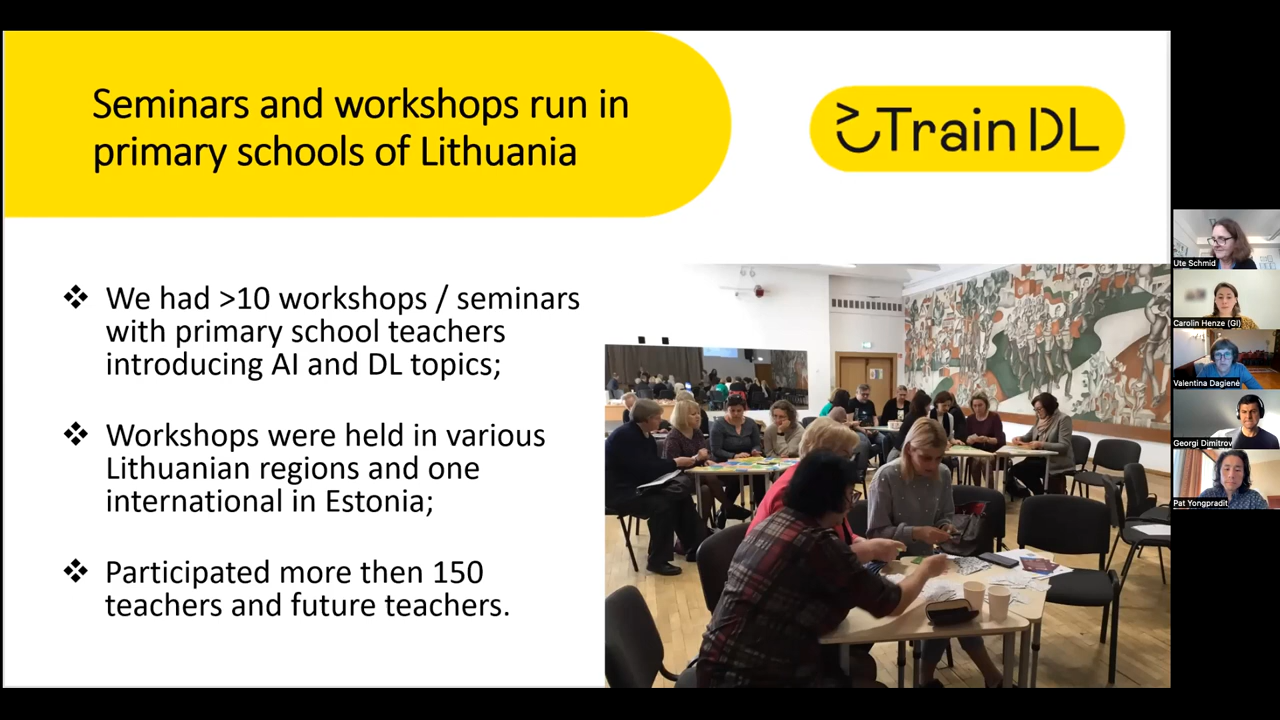 Seminars and workshops run in
primary schools of Lithuania
Train DL
❖ We had >10 workshops / seminars
with primary school teachers
introducing AI and DL topics;
❖ Workshops were held in various
Lithuanian regions and one
international in Estonia;
❖ Participated more then 150
teachers and future teachers.
Ute Schmid
Carolin Henze (GI)
Valentina Dagienė
Georgi Dimitrov
Pat Yongpradit